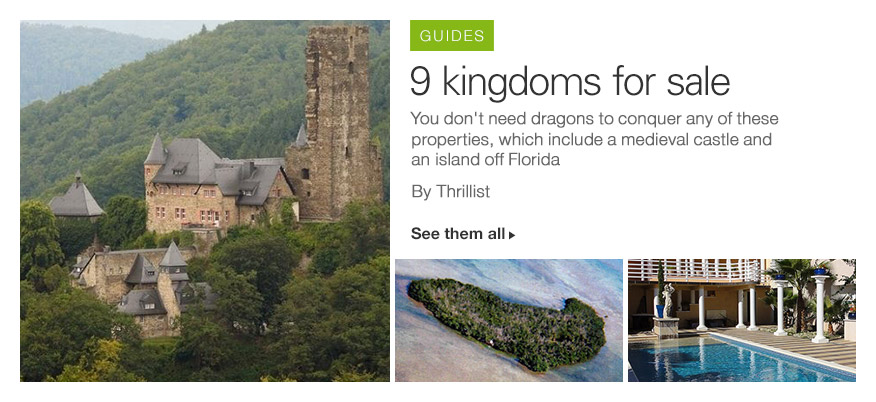 GUIDES
9 kingdoms for sale
You don't need dragons to conquer any of these
properties, which include a medieval castle and
an island off Florida
By Thrillist
See them all ▸